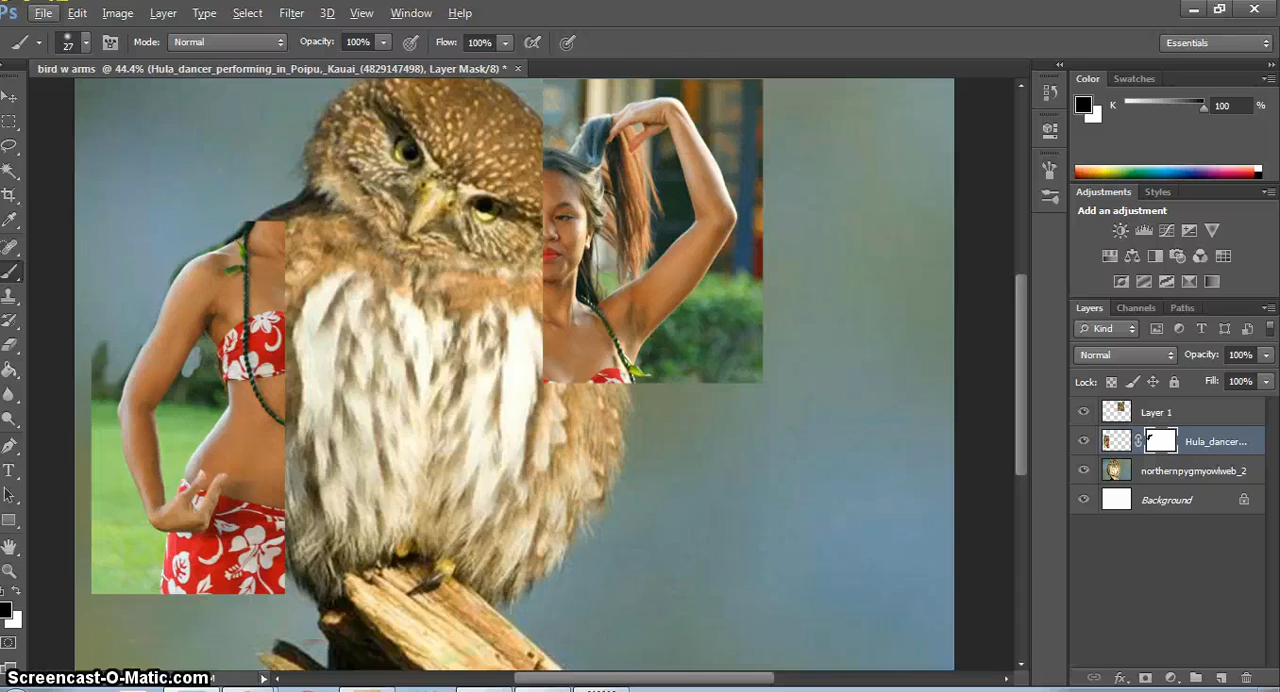 Ps File Edit Image Layer Type Select Filter 3D View Window Help
27 Mode: Normal Opacity: 100% Flow: 100% Essentials
bird w arms @ 44.4% (Hula_dancer_performing_in_Poipu,_Kauai_(4829147498), Layer Mask/8) * ×
Color Swatches
K 100 %
Adjustments Styles
Add an adjustment
Layers Channels Paths
Kind
Normal Opacity: 100%
Lock: Fill: 100%
Layer 1
Hula_dancer...
northernpygmyowlweb_2
Background
Screencast-O-Matic.com